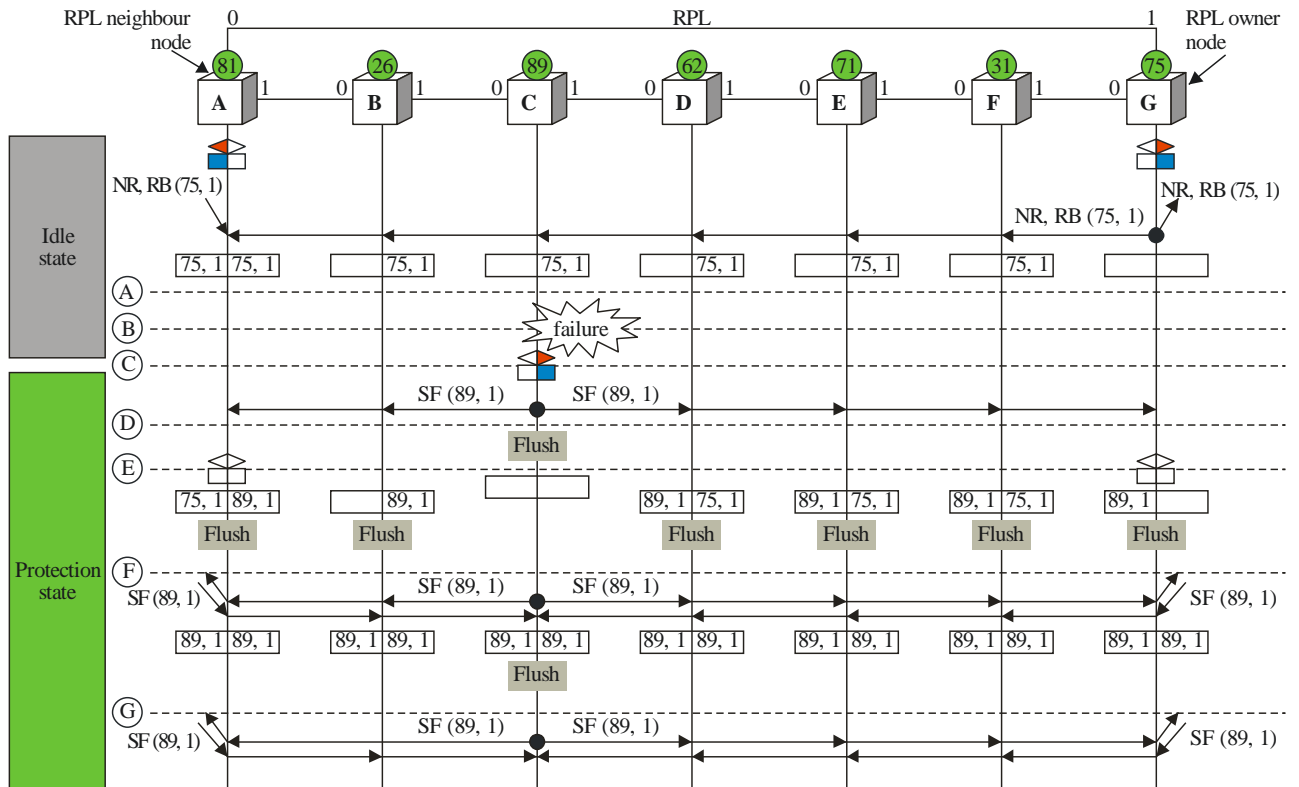 RPL neighbour
node
0
RPL
1
RPL owner
node
81
26
89
62
71
31
75
A
1
0
B
1
0
C
1
0
D
1
0
E
1
0
F
1
0
G
Idle
state
NR, RB (75, 1)
NR, RB (75, 1)
NR, RB (75, 1)
75, 1 75, 1
75, 1
75, 1
75, 1
75, 1
75, 1
A
B
failure
C
Protection
state
SF (89, 1)
SF (89, 1)
D
Flush
E
75, 1 89, 1
89, 1
89, 1 75, 1
89, 1 75, 1
89, 1 75, 1
89, 1
Flush
Flush
Flush
Flush
Flush
Flush
F
SF (89, 1)
SF (89, 1)
SF (89, 1)
SF (89, 1)
89, 1 89, 1
89, 1 89, 1
89, 1 89, 1
89, 1 89, 1
89, 1 89, 1
89, 1 89, 1
89, 1 89, 1
Flush
G
SF (89, 1)
SF (89, 1)
SF (89, 1)
SF (89, 1)